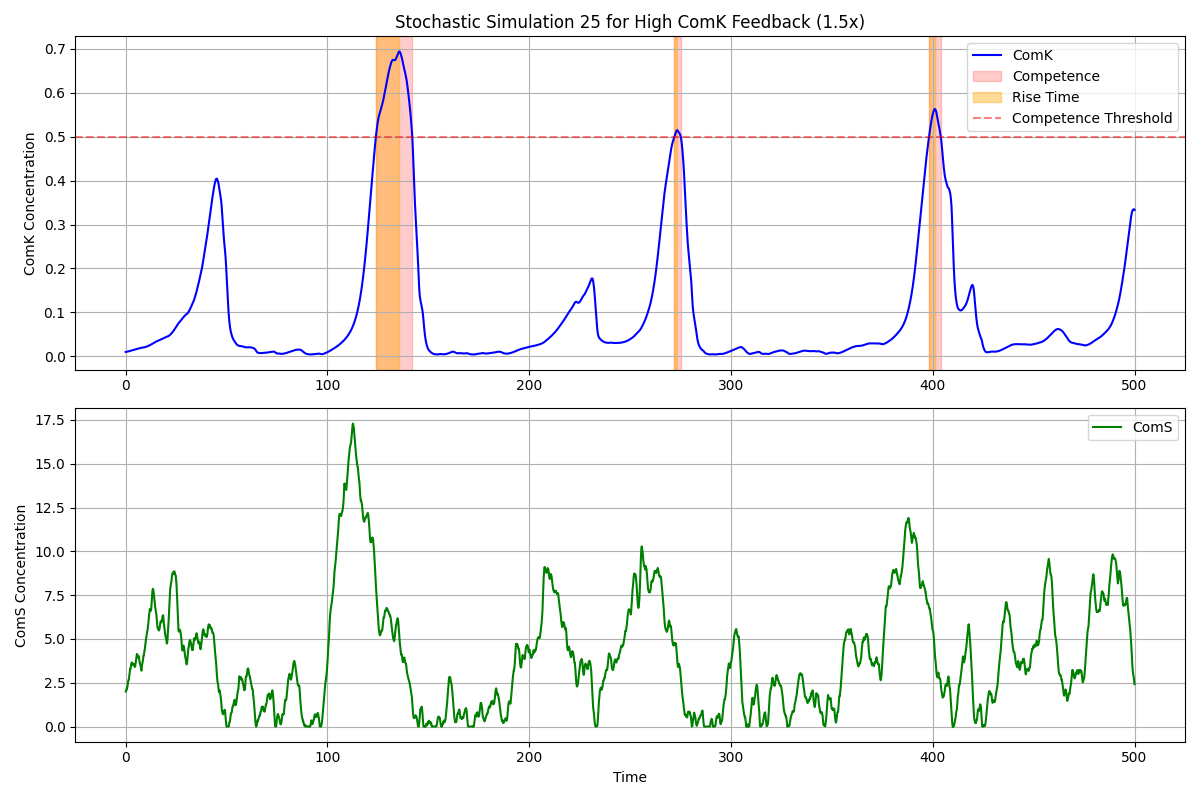 Stochastic Simulation 25 for High ComK Feedback (1.5x)
ComK Concentration
0.7
0.6
0.5
0.4
0.3
0.2
0.1
0.0
ComK
Competence
Rise Time
Competence Threshold
0 100 200 300 400 500
ComS Concentration
17.5
15.0
12.5
10.0
7.5
5.0
2.5
0.0
ComS
0 100 200 300 400 500
Time